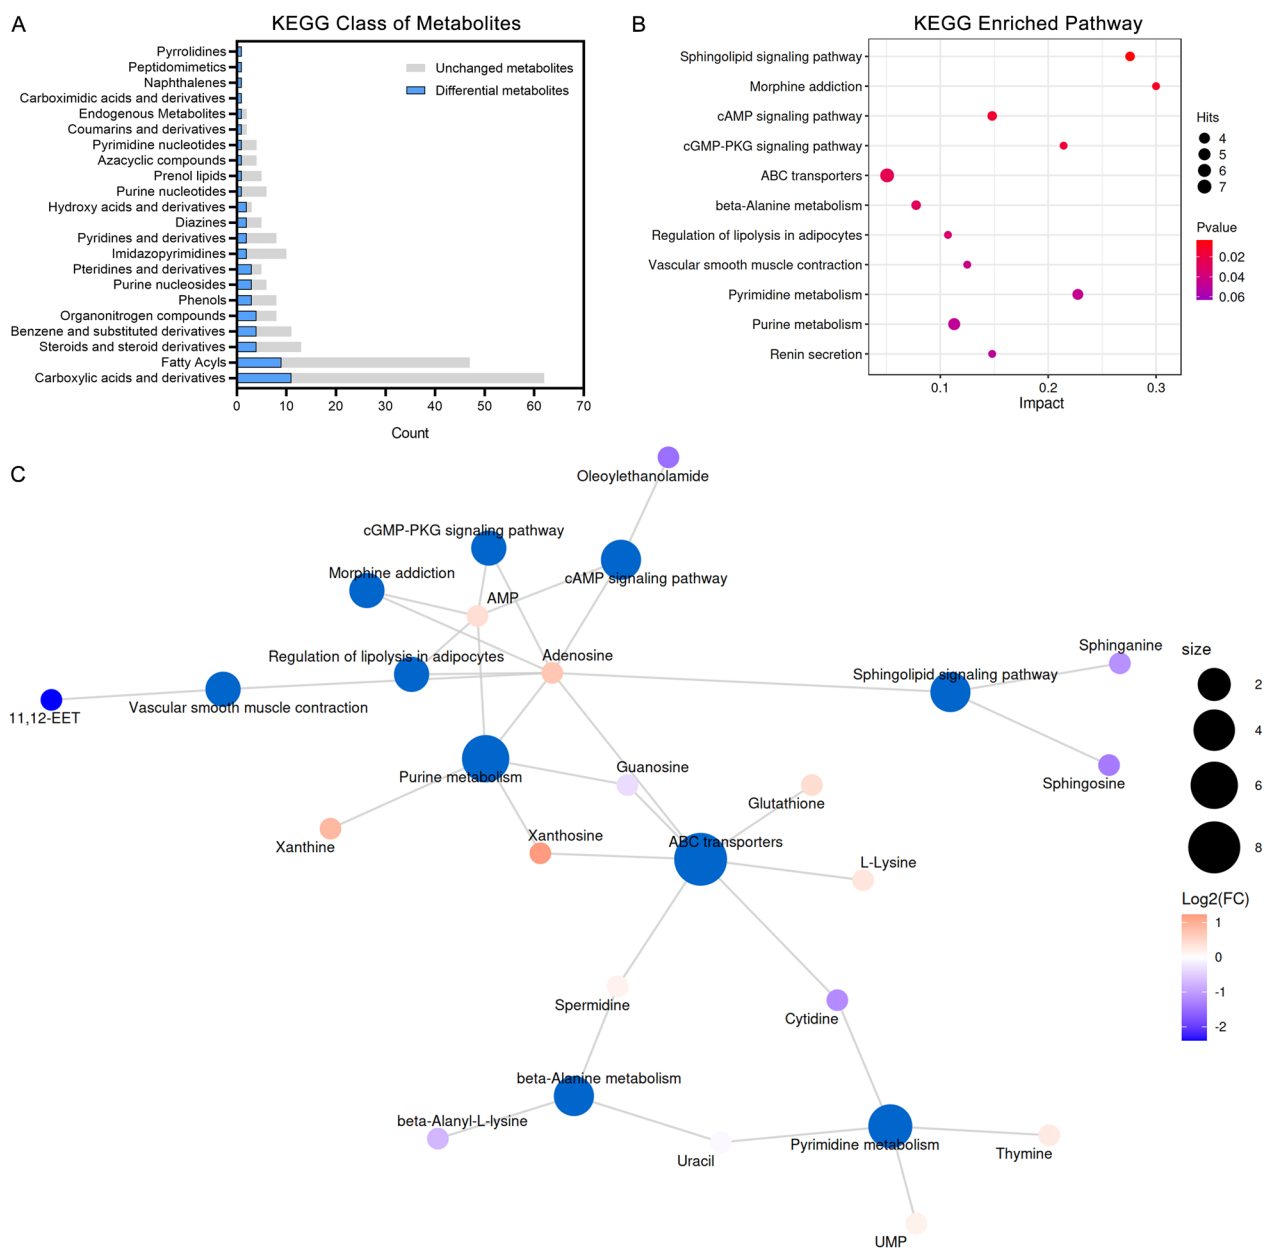 A
KEGG Class of Metabolites
Pyrrolidines
Peptidomimetics
Naphthalenes
Carboximidic acids and derivatives
Endogenous Metabolites
Coumarins and derivatives
Pyrimidine nucleotides
Azacyclic compounds
Prenol lipids
Purine nucleotides
Hydroxy acids and derivatives
Diazines
Pyridines and derivatives
Imidazopyrimidines
Pteridines and derivatives
Purine nucleosides
Phenols
Organonitrogen compounds
Benzene and substituted derivatives
Steroids and steroid derivatives
Fatty Acyls
Carboxylic acids and derivatives
Unchanged metabolites
Differential metabolites
0 10 20 30 40 50 60 70
Count
B
KEGG Enriched Pathway
Sphingolipid signaling pathway
Morphine addiction
cAMP signaling pathway
cGMP-PKG signaling pathway
ABC transporters
beta-Alanine metabolism
Regulation of lipolysis in adipocytes
Vascular smooth muscle contraction
Pyrimidine metabolism
Purine metabolism
Renin secretion
0.1 0.2 0.3
Impact
Hits
4
5
6
7
Pvalue
0.02
0.04
0.06
C
Oleoylethanolamide
cGMP-PKG signaling pathway
Morphine addiction
cAMP signaling pathway
AMP
Regulation of lipolysis in adipocytes
Adenosine
Sphinganine
Sphingolipid signaling pathway
11,12-EET
Vascular smooth muscle contraction
Purine metabolism
Guanosine
Sphingosine
Glutathione
Xanthine
Xanthosine
ABC transporters
L-Lysine
Spermidine
Cytidine
beta-Alanine metabolism
beta-Alanyl-L-lysine
Uracil
Pyrimidine metabolism
Thymine
UMP
size
2
4
6
8
Log2(FC)
1
0
-1
-2